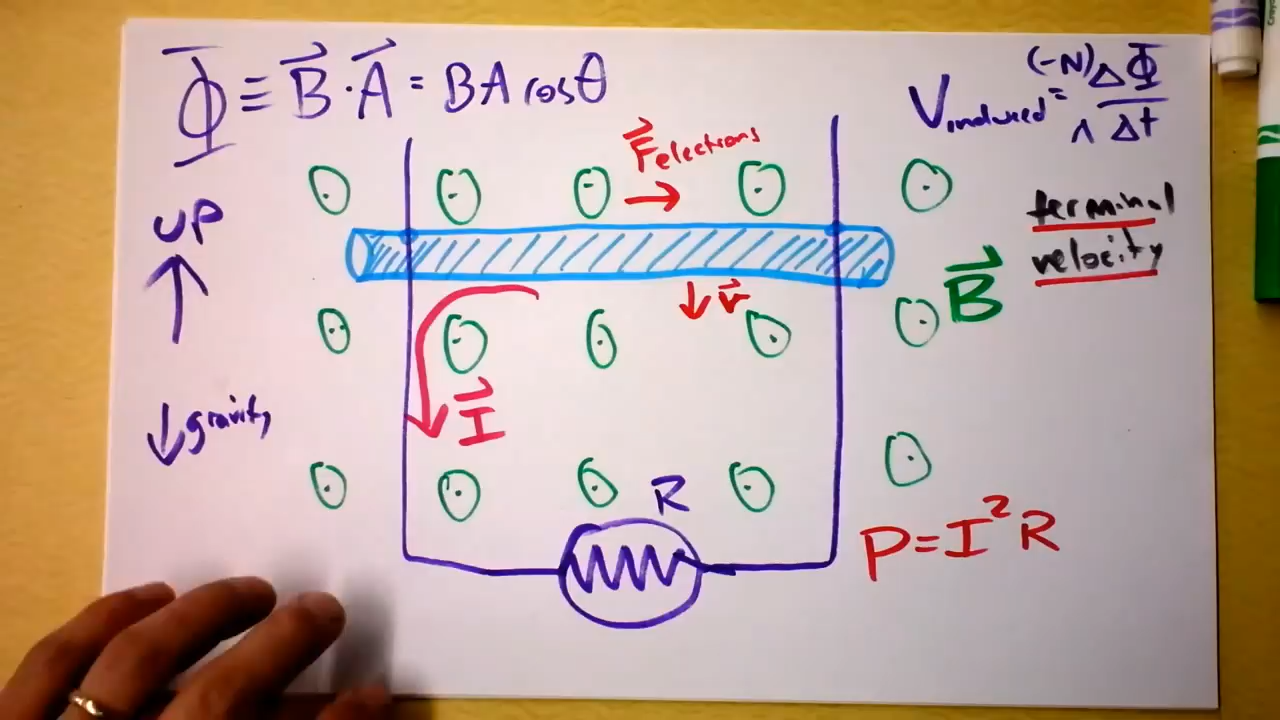 Φ ≡ B⃗ · A⃗ = BA cosθ
V induced = (-N) ΔΦ / Δt
F⃗ electrons
UP
terminal
velocity
B⃗
v⃗
gravity
I⃗
R
P = I²R